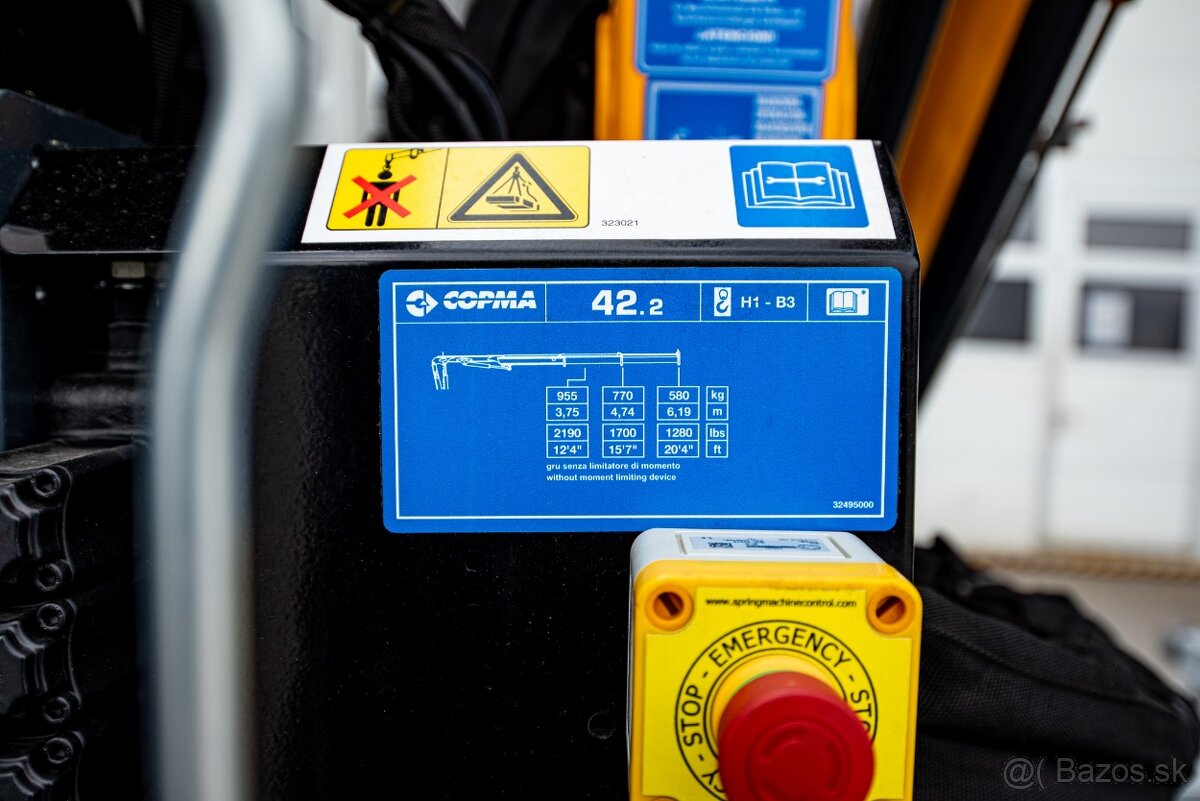 ¡ATENCION!
323021
COPMA 42.2 H1 - B3 *
955 770 580 kg
3,75 4,74 6,19 m
2190 1700 1280 lbs
12'4" 15'7" 20'4" ft
gru senza limitatore di momento
without moment limiting device
32495000
www.springmachinecontrol.com
EMERGENCY - STOP
@( Bazos.sk